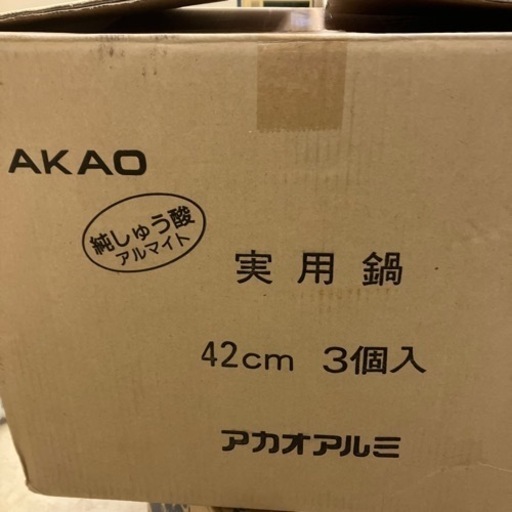 AKAO
純しゅう酸
アルマイト
実用鍋
42cm 3個入
アカオアルミ